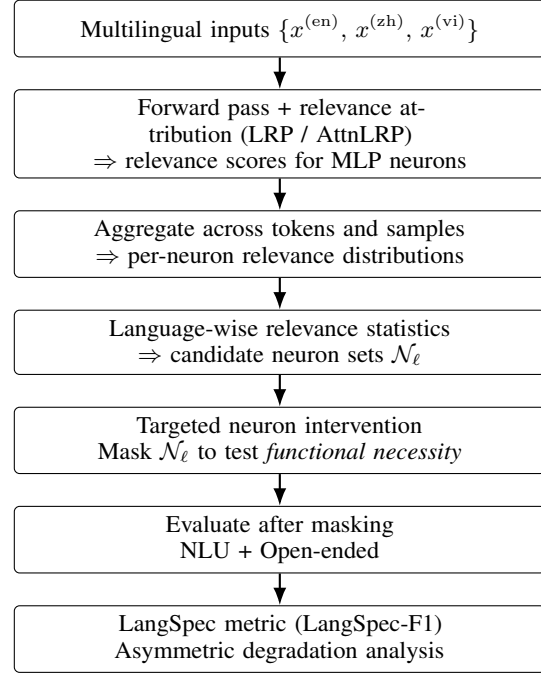 Multilingual inputs {x^(en), x^(zh), x^(vi)}
Forward pass + relevance at-
tribution (LRP / AttnLRP)
⇒ relevance scores for MLP neurons
Aggregate across tokens and samples
⇒ per-neuron relevance distributions
Language-wise relevance statistics
⇒ candidate neuron sets 𝒩_ℓ
Targeted neuron intervention
Mask 𝒩_ℓ to test functional necessity
Evaluate after masking
NLU + Open-ended
LangSpec metric (LangSpec-F1)
Asymmetric degradation analysis